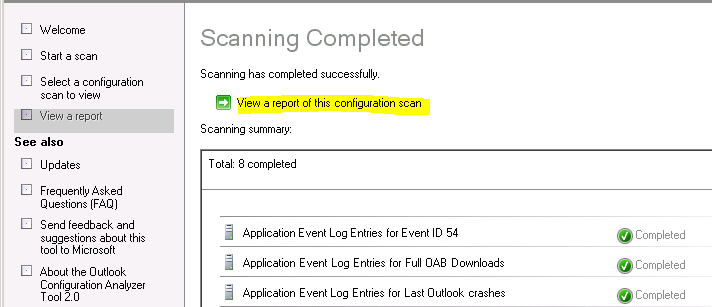 Welcome
Start a scan
Select a configuration
scan to view
View a report
See also
Updates
Frequently Asked
Questions (FAQ)
Send feedback and
suggestions about this
tool to Microsoft
About the Outlook
Configuration Analyzer
Tool 2.0
Scanning Completed
Scanning has completed successfully.
View a report of this configuration scan
Scanning summary:
Total: 8 completed
Application Event Log Entries for Event ID 54 Completed
Application Event Log Entries for Full OAB Downloads Completed
Application Event Log Entries for Last Outlook crashes Completed